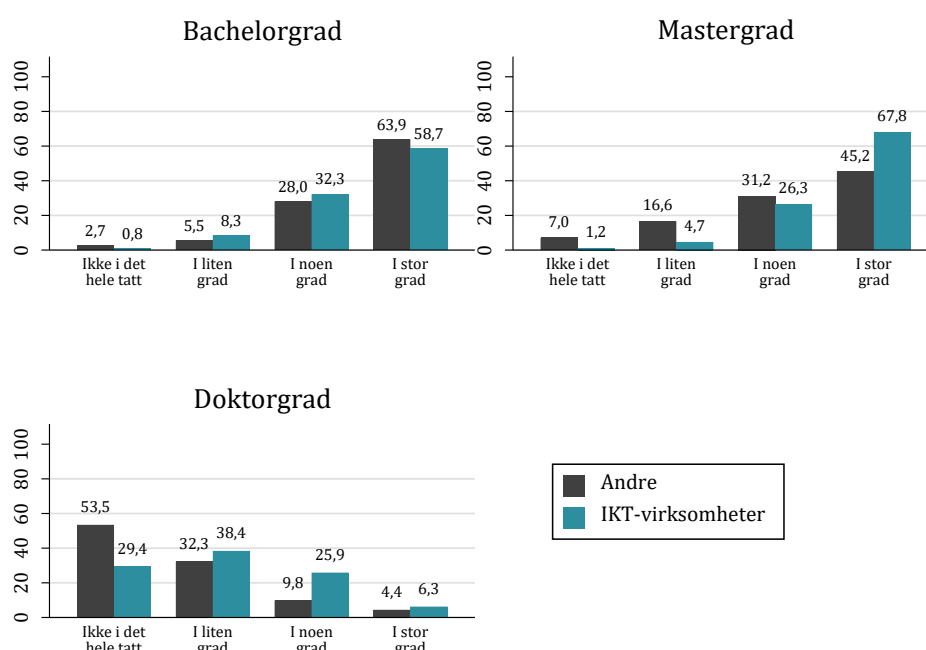 Bachelorgrad
0 20 40 60 80 100
2,7 0,8 5,5 8,3 28,0 32,3 63,9 58,7
Ikke i det hele tatt
I liten grad
I noen grad
I stor grad
Mastergrad
0 20 40 60 80 100
7,0 1,2 16,6 4,7 31,2 26,3 45,2 67,8
Ikke i det hele tatt
I liten grad
I noen grad
I stor grad
Doktorgrad
0 20 40 60 80 100
53,5 29,4 32,3 38,4 9,8 25,9 4,4 6,3
Ikke i det hele tatt
I liten grad
I noen grad
I stor grad
Andre
IKT-virksomheter